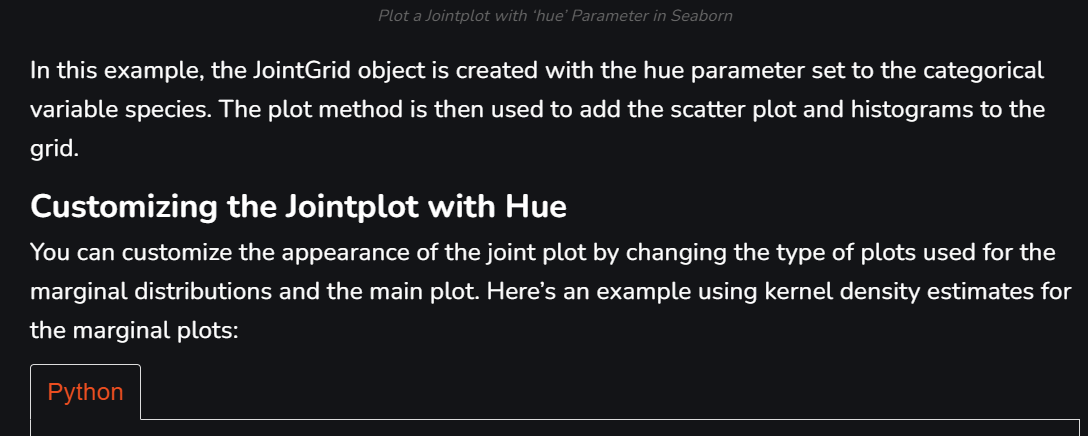 Plot a Jointplot with ‘hue’ Parameter in Seaborn
In this example, the JointGrid object is created with the hue parameter set to the categorical
variable species. The plot method is then used to add the scatter plot and histograms to the
grid.
Customizing the Jointplot with Hue
You can customize the appearance of the joint plot by changing the type of plots used for the
marginal distributions and the main plot. Here’s an example using kernel density estimates for
the marginal plots:
Python